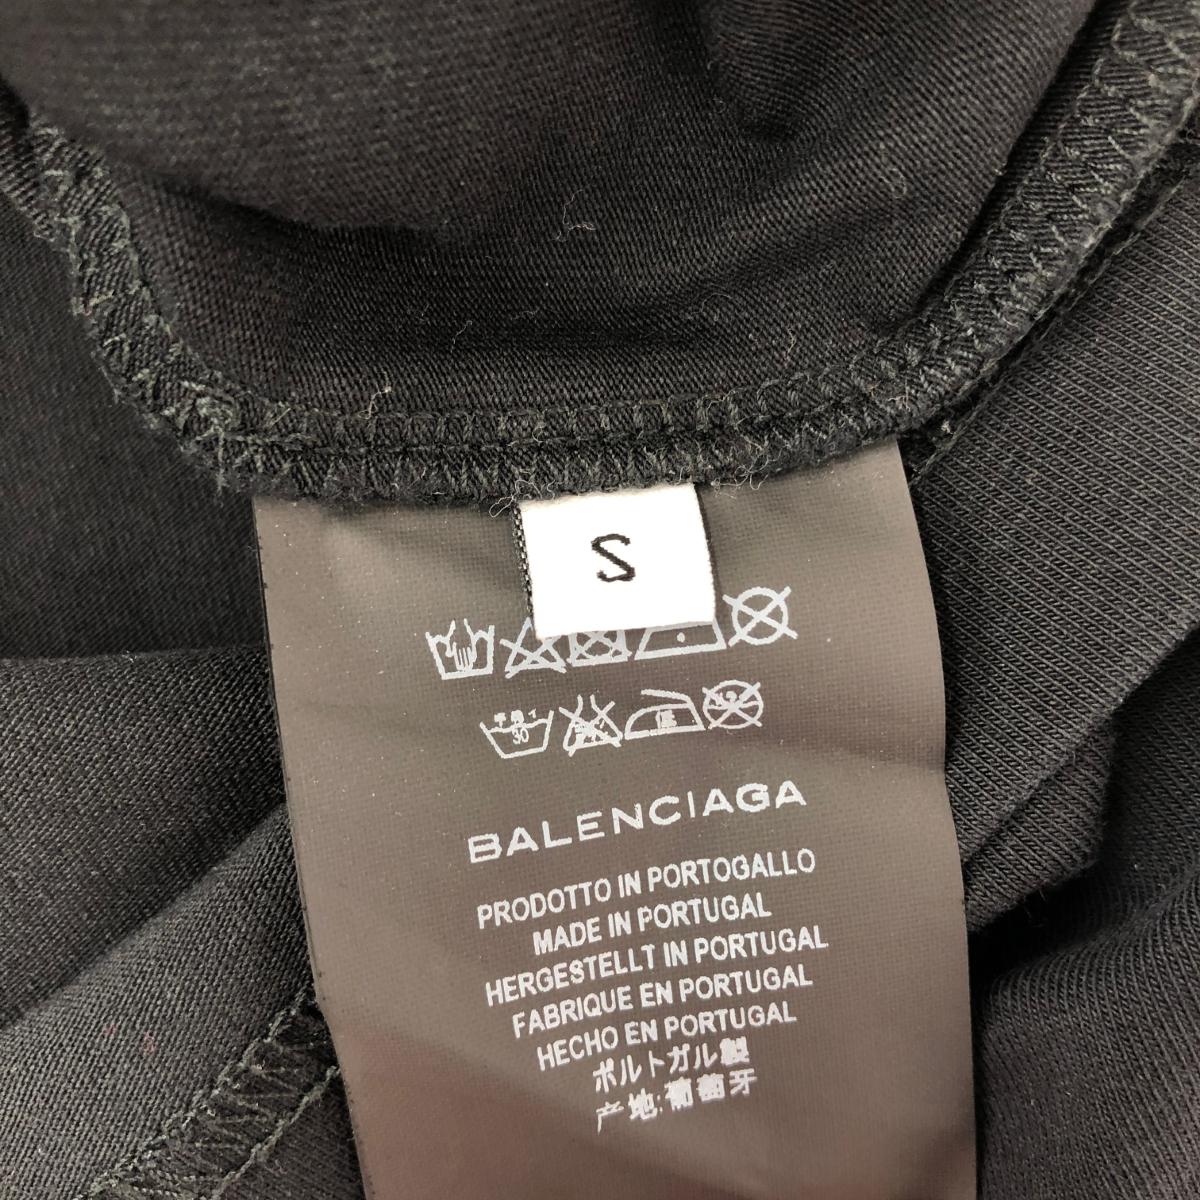 S
30
BALENCIAGA
PRODOTTO IN PORTOGALLO
MADE IN PORTUGAL
HERGESTELLT IN PORTUGAL
FABRIQUE EN PORTUGAL
HECHO EN PORTUGAL
ポルトガル製
产地:葡萄牙